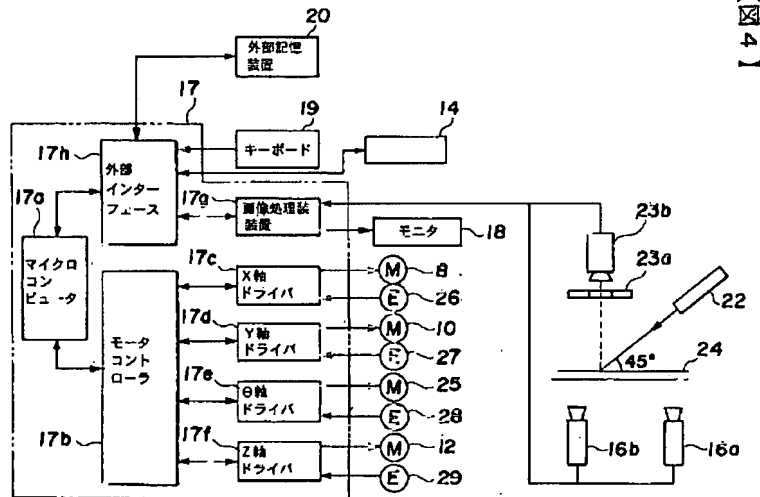 【図4】
20
外部記憶
装置
17
19
キーボード
14
17h
外部
インター
フェース
17a
マイクロ
コン
ピュータ
17g
画像処理装
装置
モニタ
18
23b
23a
22
24
45°
17c
X軸
ドライバ
M
8
E
26
17d
Y軸
ドライバ
M
10
E
27
モータ
コント
ローラ
17e
θ軸
ドライバ
M
25
E
28
17b
17f
Z軸
ドライバ
M
12
E
29
16b
16a